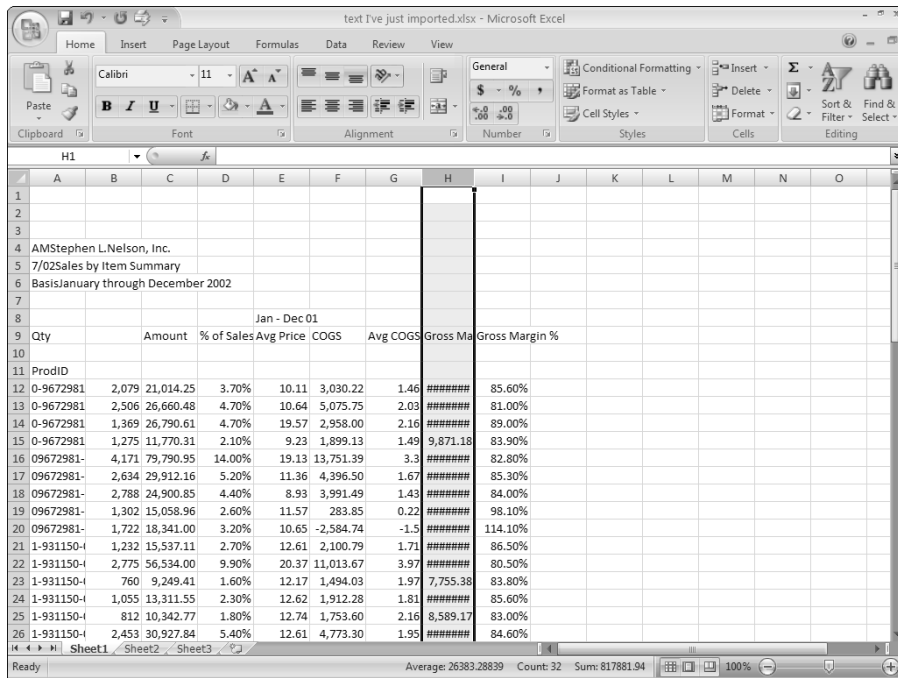 text I've just imported.xlsx - Microsoft Excel
Home Insert Page Layout Formulas Data Review View
Paste
Calibri 11
General
Conditional Formatting
Format as Table
Cell Styles
Insert
Delete
Format
Sort & Filter
Find & Select
Clipboard Font Alignment Number Styles Cells Editing
H1 fx
A B C D E F G H I J K L M N O
1
2
3
4 AMStephen L.Nelson, Inc.
5 7/02Sales by Item Summary
6 BasisJanuary through December 2002
7
8 Jan - Dec 01
9 Qty Amount % of Sales Avg Price COGS Avg COGS Gross Ma Gross Margin %
10
11 ProdID
12 0-9672981 2,079 21,014.25 3.70% 10.11 3,030.22 1.46 ####### 85.60%
13 0-9672981 2,506 26,660.48 4.70% 10.64 5,075.75 2.03 ####### 81.00%
14 0-9672981 1,369 26,790.61 4.70% 19.57 2,958.00 2.16 ####### 89.00%
15 0-9672981 1,275 11,770.31 2.10% 9.23 1,899.13 1.49 9,871.18 83.90%
16 09672981- 4,171 79,790.95 14.00% 19.13 13,751.39 3.3 ####### 82.80%
17 09672981- 2,634 29,912.16 5.20% 11.36 4,396.50 1.67 ####### 85.30%
18 09672981- 2,788 24,900.85 4.40% 8.93 3,991.49 1.43 ####### 84.00%
19 09672981- 1,302 15,058.96 2.60% 11.57 283.85 0.22 ####### 98.10%
20 09672981- 1,722 18,341.00 3.20% 10.65 -2,584.74 -1.5 ####### 114.10%
21 1-931150-( 1,232 15,537.11 2.70% 12.61 2,100.79 1.71 ####### 86.50%
22 1-931150-( 2,775 56,534.00 9.90% 20.37 11,013.67 3.97 ####### 80.50%
23 1-931150-( 760 9,249.41 1.60% 12.17 1,494.03 1.97 7,755.38 83.80%
24 1-931150-( 1,055 13,311.55 2.30% 12.62 1,912.28 1.81 ####### 85.60%
25 1-931150-( 812 10,342.77 1.80% 12.74 1,753.60 2.16 8,589.17 83.00%
26 1-931150-( 2,453 30,927.84 5.40% 12.61 4,773.30 1.95 ####### 84.60%
Sheet1 Sheet2 Sheet3
Ready Average: 26383.28839 Count: 32 Sum: 817881.94 100%